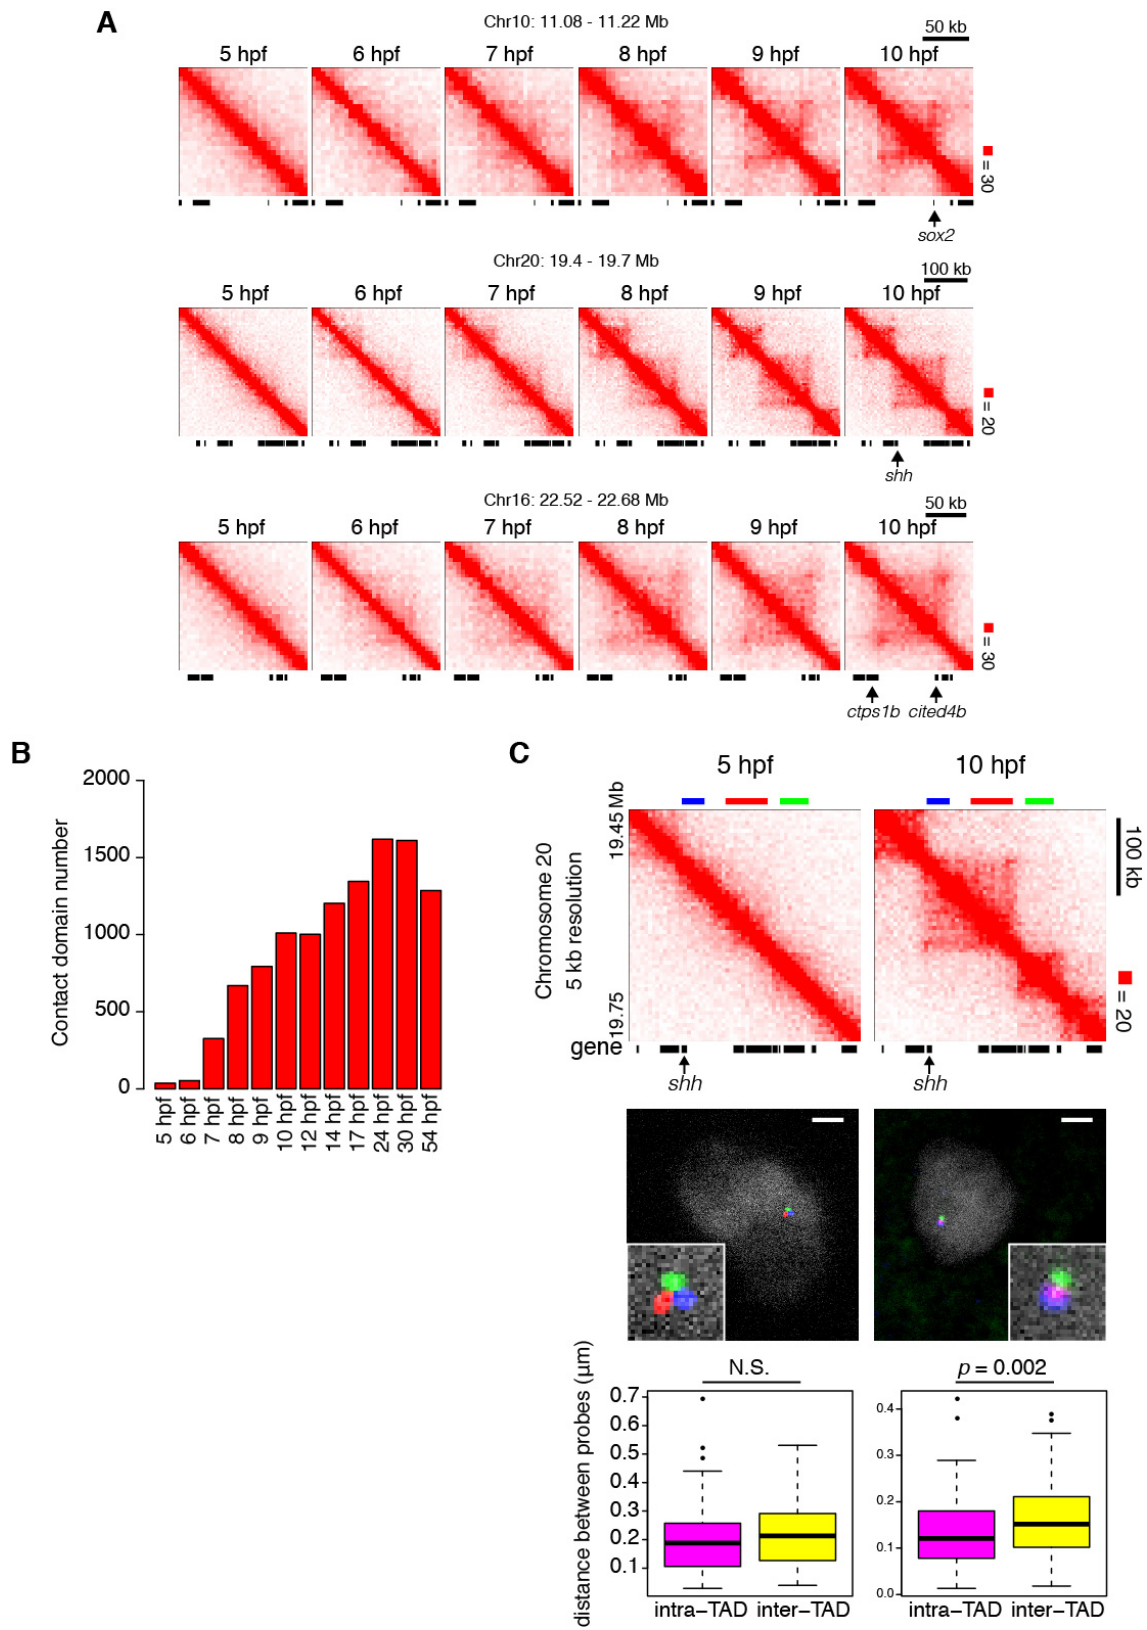 A
Chr10: 11.08 - 11.22 Mb
50 kb
5 hpf 6 hpf 7 hpf 8 hpf 9 hpf 10 hpf
= 30
sox2
Chr20: 19.4 - 19.7 Mb
100 kb
5 hpf 6 hpf 7 hpf 8 hpf 9 hpf 10 hpf
= 20
shh
Chr16: 22.52 - 22.68 Mb
50 kb
5 hpf 6 hpf 7 hpf 8 hpf 9 hpf 10 hpf
= 30
ctps1b cited4b
B
Contact domain number
2000
1500
1000
500
0
5 hpf 6 hpf 7 hpf 8 hpf 9 hpf 10 hpf 12 hpf 14 hpf 17 hpf 24 hpf 30 hpf 54 hpf
C
5 hpf 10 hpf
Chromosome 20
5 kb resolution
19.45 Mb
19.75
100 kb
= 20
gene
shh shh
distance between probes (µm)
N.S.
0.7
0.6
0.5
0.4
0.3
0.2
0.1
intra–TAD inter–TAD
p = 0.002
0.4
0.3
0.2
0.1
0.0
intra–TAD inter–TAD